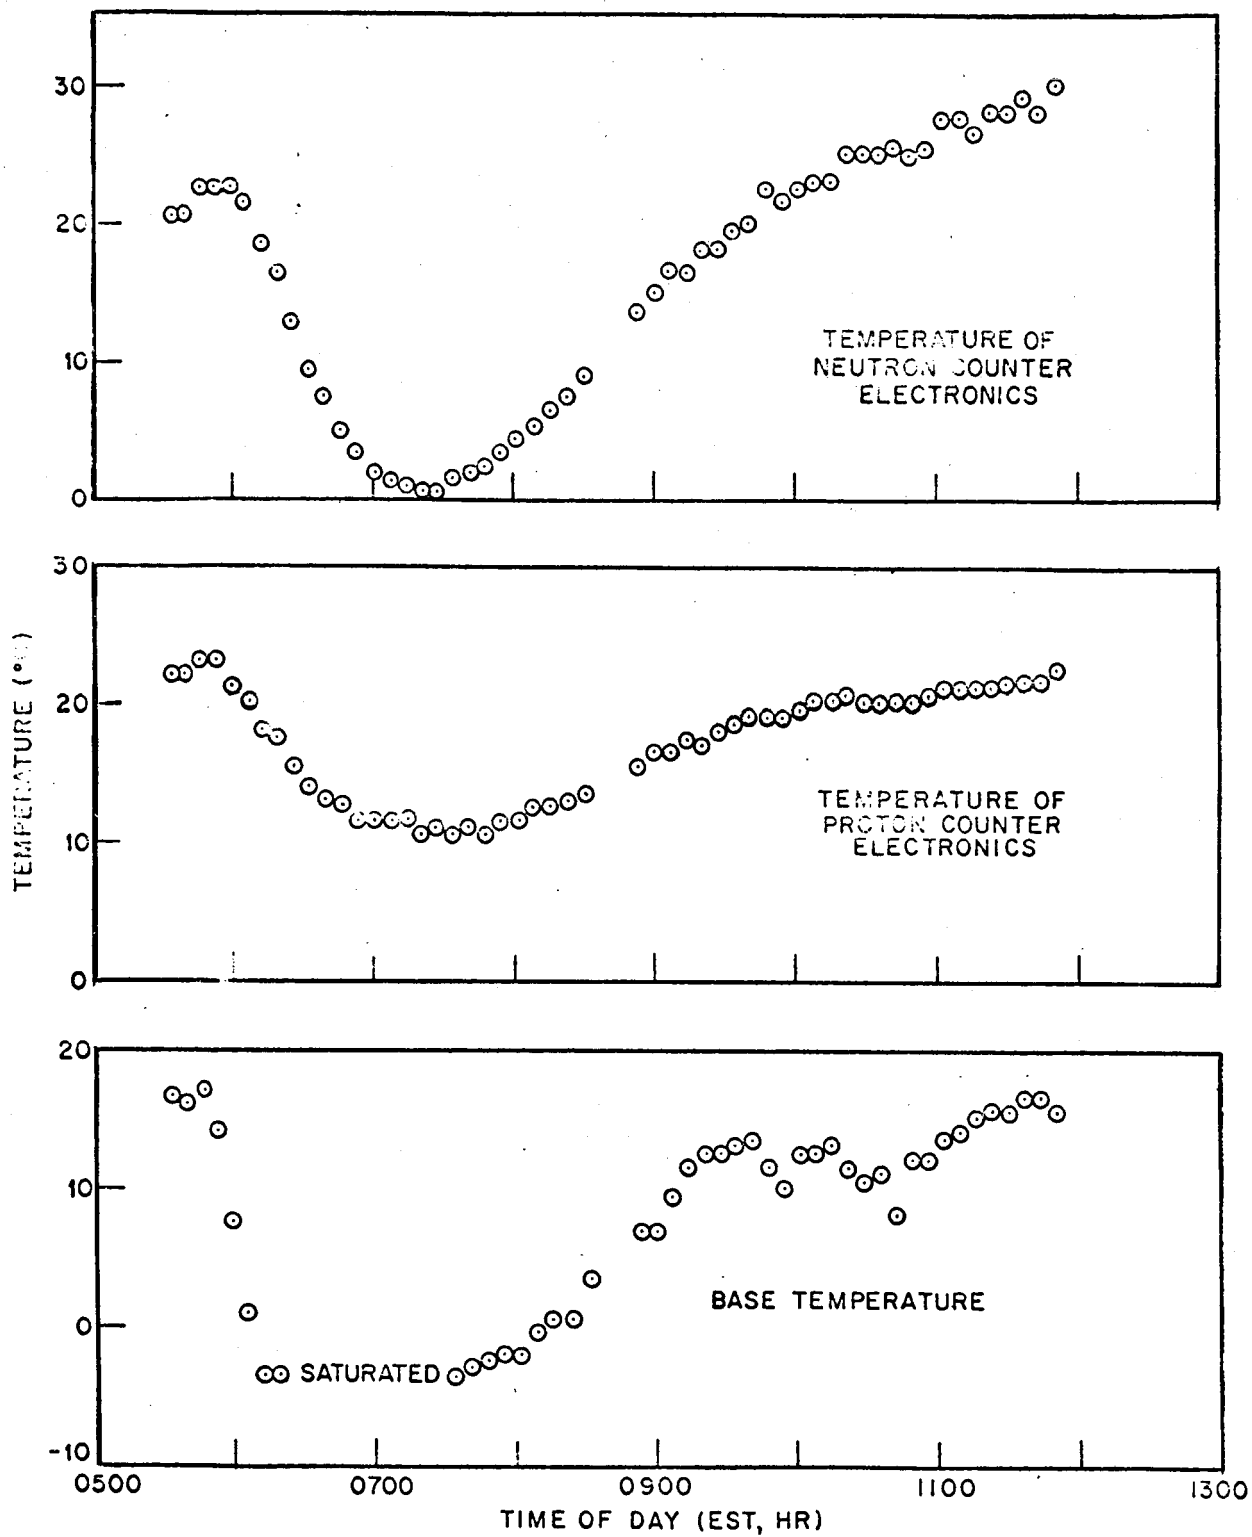 30
20
10
0
TEMPERATURE OF
NEUTRON COUNTER
ELECTRONICS
30
20
10
0
TEMPERATURE OF
PROTON COUNTER
ELECTRONICS
TEMPERATURE (°C)
20
10
0
-10
SATURATED
BASE TEMPERATURE
0500 0700 0900 1100 1300
TIME OF DAY (EST, HR)